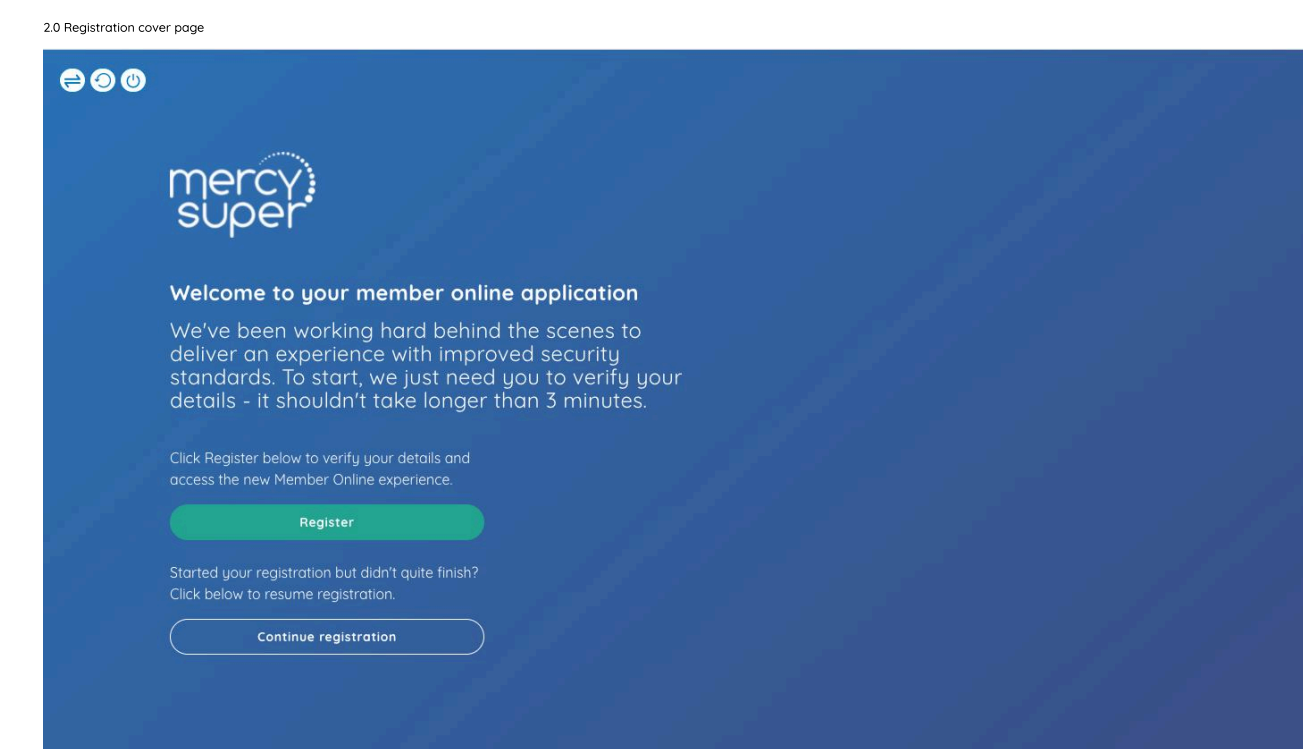 2.0 Registration cover page
mercy
super
Welcome to your member online application
We've been working hard behind the scenes to
deliver an experience with improved security
standards. To start, we just need you to verify your
details - it shouldn't take longer than 3 minutes.
Click Register below to verify your details and
access the new Member Online experience.
Register
Started your registration but didn't quite finish?
Click below to resume registration.
Continue registration